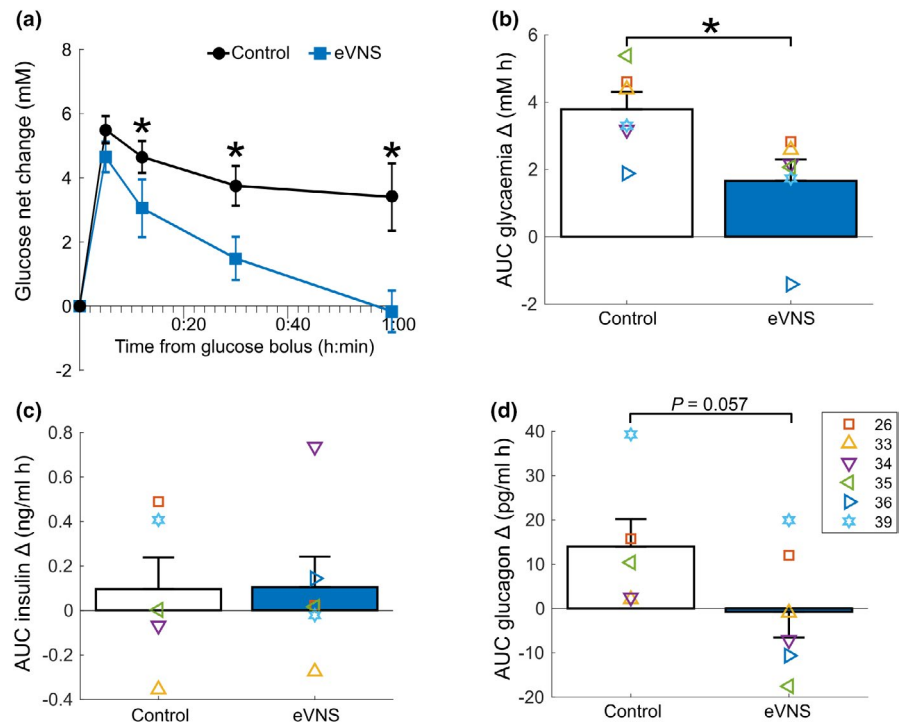 (a)
Control
eVNS
Glucose net change (mM)
8
6
4
2
0
-2
*
*
*
0:20
0:40
1:00
Time from glucose bolus (h:min)
(b)
*
AUC glycaemia Δ (mM h)
6
4
2
0
-2
Control
eVNS
(c)
AUC insulin Δ (ng/ml h)
0.8
0.6
0.4
0.2
0
-0.2
-0.4
Control
eVNS
(d)
P = 0.057
AUC glucagon Δ (pg/ml h)
40
30
20
10
0
-10
-20
Control
eVNS
26
33
34
35
36
39